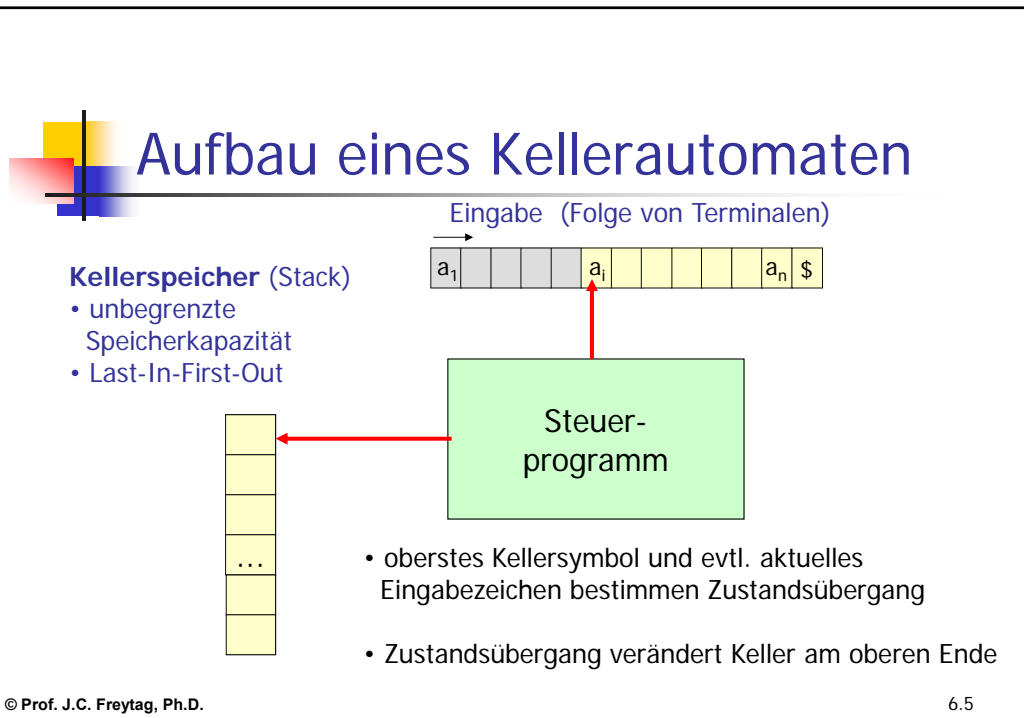 Aufbau eines Kellerautomaten
Eingabe (Folge von Terminalen)
a₁ aᵢ aₙ $
Kellerspeicher (Stack)
• unbegrenzte
Speicherkapazität
• Last-In-First-Out
Steuer-
programm
...
• oberstes Kellersymbol und evtl. aktuelles
Eingabezeichen bestimmen Zustandsübergang
• Zustandsübergang verändert Keller am oberen Ende
© Prof. J.C. Freytag, Ph.D.
6.5